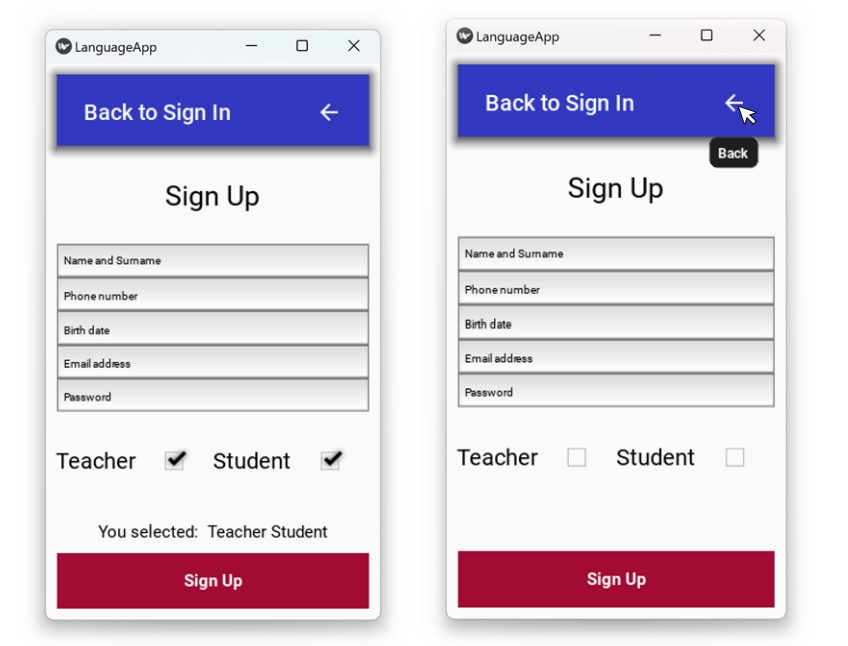 LanguageApp
Back to Sign In
Sign Up
Name and Surname
Phone number
Birth date
Email address
Password
Teacher Student
You selected: Teacher Student
Sign Up
LanguageApp
Back to Sign In
Back
Sign Up
Name and Surname
Phone number
Birth date
Email address
Password
Teacher Student
Sign Up